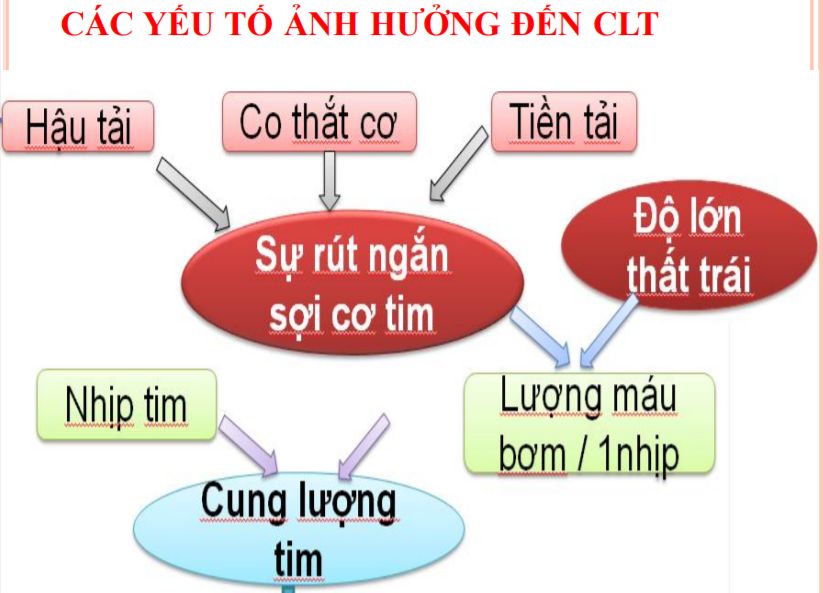 CÁC YẾU TỐ ẢNH HƯỞNG ĐẾN CLT
Hậu tải
Co thắt cơ
Tiền tải
Sự rút ngắn
sợi cơ tim
Độ lớn
thất trái
Nhịp tim
Lượng máu
bơm / 1nhịp
Cung lượng
tim